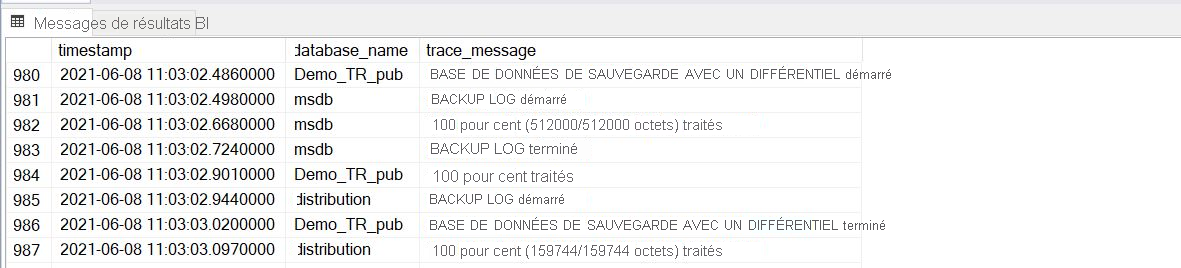 Messages de résultats BI
timestamp database_name trace_message
980 2021-06-08 11:03:02.4860000 Demo_TR_pub BASE DE DONNÉES DE SAUVEGARDE AVEC UN DIFFÉRENTIEL démarré
981 2021-06-08 11:03:02.4980000 msdb BACKUP LOG démarré
982 2021-06-08 11:03:02.6680000 msdb 100 pour cent (512000/512000 octets) traités
983 2021-06-08 11:03:02.7240000 msdb BACKUP LOG terminé
984 2021-06-08 11:03:02.9010000 Demo_TR_pub 100 pour cent traités
985 2021-06-08 11:03:02.9440000 distribution BACKUP LOG démarré
986 2021-06-08 11:03:03.0200000 Demo_TR_pub BASE DE DONNÉES DE SAUVEGARDE AVEC UN DIFFÉRENTIEL terminé
987 2021-06-08 11:03:03.0970000 distribution 100 pour cent (159744/159744 octets) traités